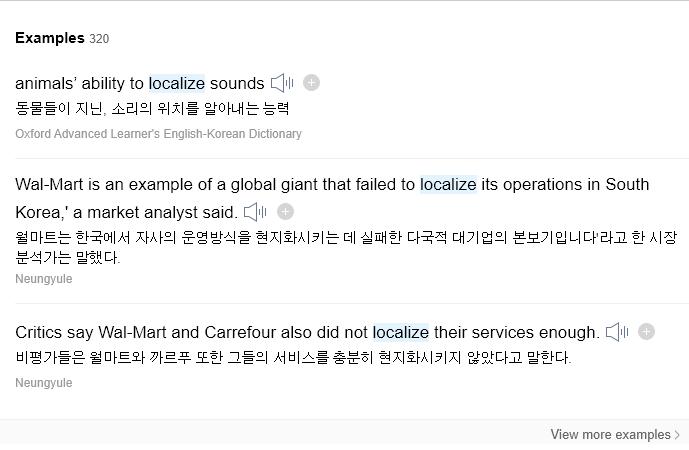 Examples 320
animals’ ability to localize sounds
동물들이 지닌, 소리의 위치를 알아내는 능력
Oxford Advanced Learner's English-Korean Dictionary
Wal-Mart is an example of a global giant that failed to localize its operations in South
Korea,' a market analyst said.
월마트는 한국에서 자사의 운영방식을 현지화시키는 데 실패한 다국적 대기업의 본보기입니다'라고 한 시장
분석가는 말했다.
Neungyule
Critics say Wal-Mart and Carrefour also did not localize their services enough.
비평가들은 월마트와 까르푸 또한 그들의 서비스를 충분히 현지화시키지 않았다고 말한다.
Neungyule
View more examples >